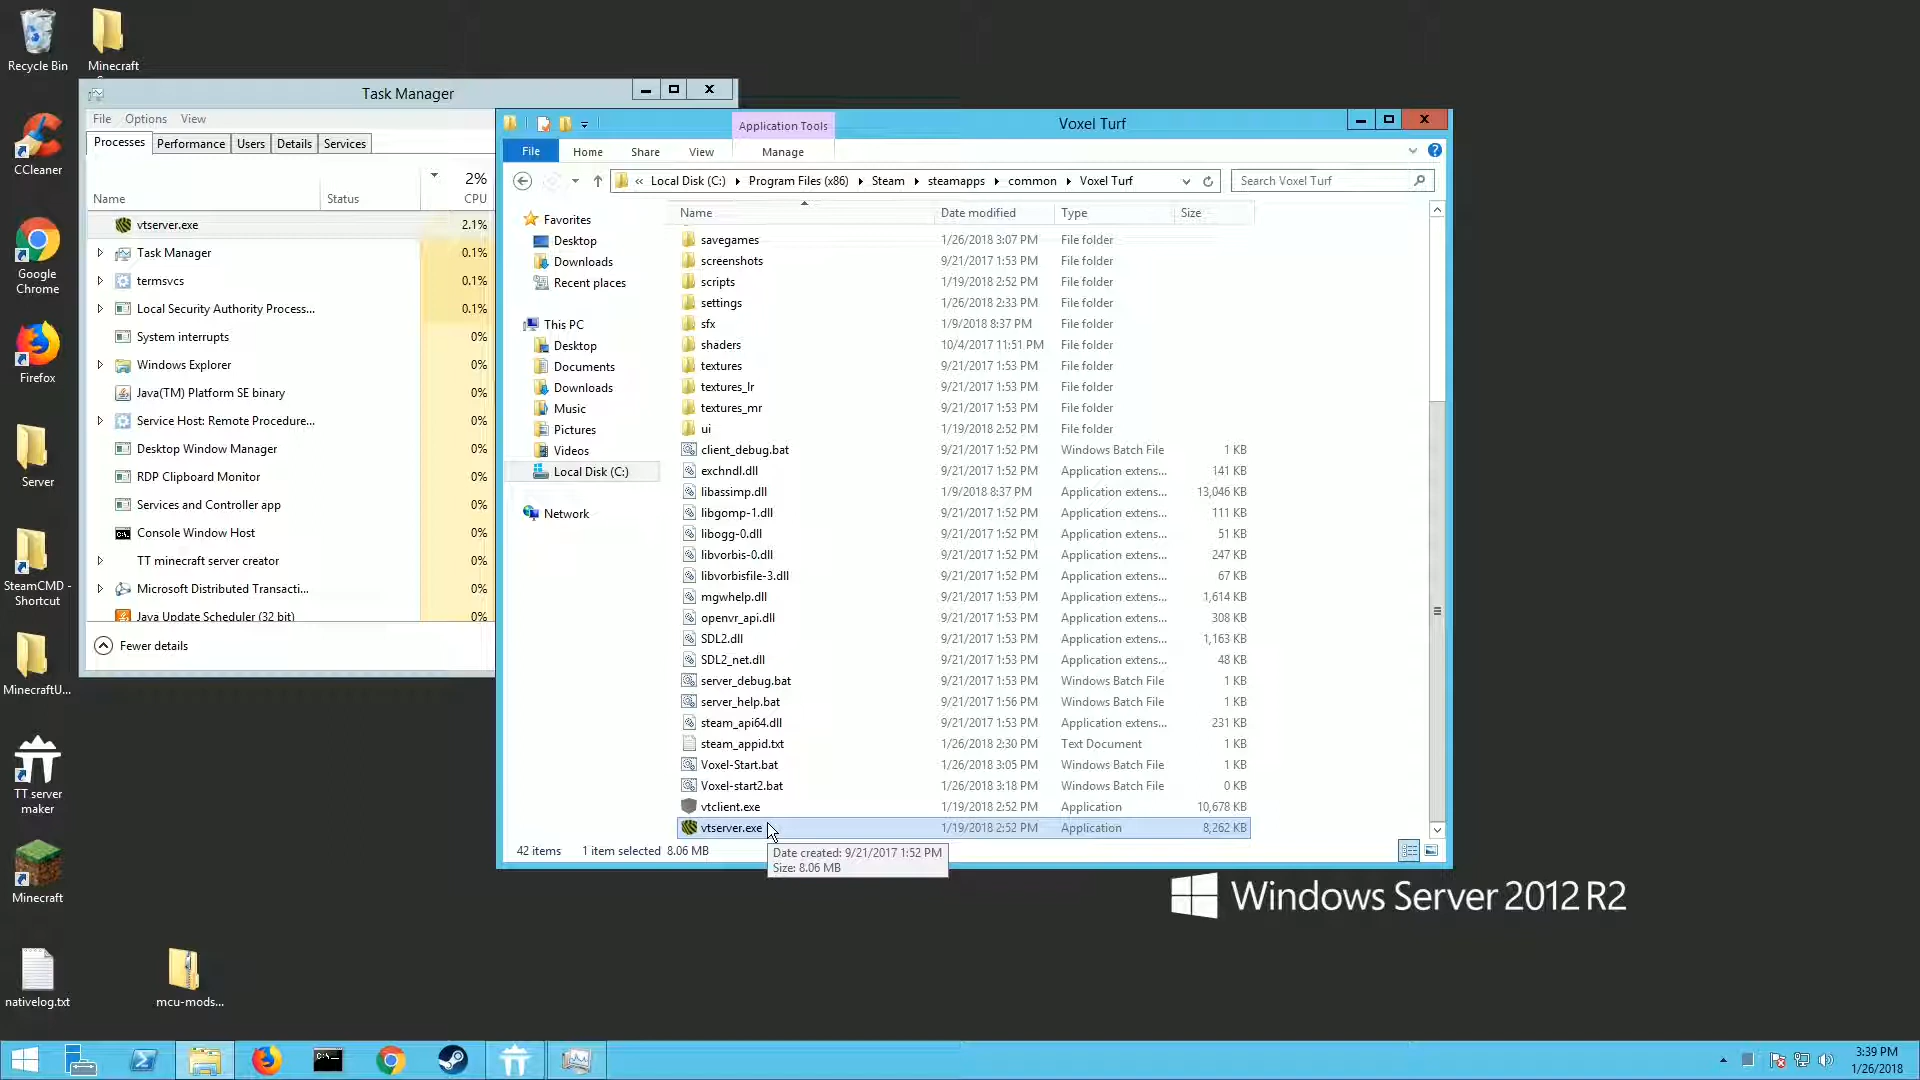 Recycle Bin
Minecraft
CCleaner
Google
Chrome
Firefox
Server
SteamCMD -
Shortcut
MinecraftU...
TT server
maker
Minecraft
nativelog.txt
mcu-mods...
Task Manager
File Options View
Processes Performance Users Details Services
2%
Name Status CPU
vtserver.exe 2.1%
Task Manager 0.1%
termsvcs 0.1%
Local Security Authority Process... 0.1%
System interrupts 0%
Windows Explorer 0%
Java(TM) Platform SE binary 0%
Service Host: Remote Procedure... 0%
Desktop Window Manager 0%
RDP Clipboard Monitor 0%
Services and Controller app 0%
Console Window Host 0%
TT minecraft server creator 0%
Microsoft Distributed Transacti... 0%
Java Update Scheduler (32 bit) 0%
Fewer details
Application Tools
Voxel Turf
File Home Share View Manage
« Local Disk (C:) Program Files (x86) Steam steamapps common Voxel Turf
Search Voxel Turf
Favorites
Desktop
Downloads
Recent places
This PC
Desktop
Documents
Downloads
Music
Pictures
Videos
Local Disk (C:)
Network
Name Date modified Type Size
savegames 1/26/2018 3:07 PM File folder
screenshots 9/21/2017 1:53 PM File folder
scripts 1/19/2018 2:52 PM File folder
settings 1/26/2018 2:33 PM File folder
sfx 1/9/2018 8:37 PM File folder
shaders 10/4/2017 11:51 PM File folder
textures 9/21/2017 1:53 PM File folder
textures_lr 9/21/2017 1:53 PM File folder
textures_mr 9/21/2017 1:53 PM File folder
ui 1/19/2018 2:52 PM File folder
client_debug.bat 9/21/2017 1:52 PM Windows Batch File 1 KB
exchndl.dll 9/21/2017 1:52 PM Application extens... 141 KB
libassimp.dll 1/9/2018 8:37 PM Application extens... 13,046 KB
libgomp-1.dll 9/21/2017 1:52 PM Application extens... 111 KB
libogg-0.dll 9/21/2017 1:52 PM Application extens... 51 KB
libvorbis-0.dll 9/21/2017 1:52 PM Application extens... 247 KB
libvorbisfile-3.dll 9/21/2017 1:52 PM Application extens... 67 KB
mgwhelp.dll 9/21/2017 1:53 PM Application extens... 1,614 KB
openvr_api.dll 9/21/2017 1:53 PM Application extens... 308 KB
SDL2.dll 9/21/2017 1:53 PM Application extens... 1,163 KB
SDL2_net.dll 9/21/2017 1:53 PM Application extens... 48 KB
server_debug.bat 9/21/2017 1:53 PM Windows Batch File 1 KB
server_help.bat 9/21/2017 1:56 PM Windows Batch File 1 KB
steam_api64.dll 9/21/2017 1:53 PM Application extens... 231 KB
steam_appid.txt 1/26/2018 2:30 PM Text Document 1 KB
Voxel-Start.bat 1/26/2018 3:05 PM Windows Batch File 1 KB
Voxel-start2.bat 1/26/2018 3:18 PM Windows Batch File 0 KB
vtclient.exe 1/19/2018 2:52 PM Application 10,678 KB
vtserver.exe 1/19/2018 2:52 PM Application 8,262 KB
42 items 1 item selected 8.06 MB
Date created: 9/21/2017 1:52 PM
Size: 8.06 MB
Windows Server 2012 R2
3:39 PM
1/26/2018